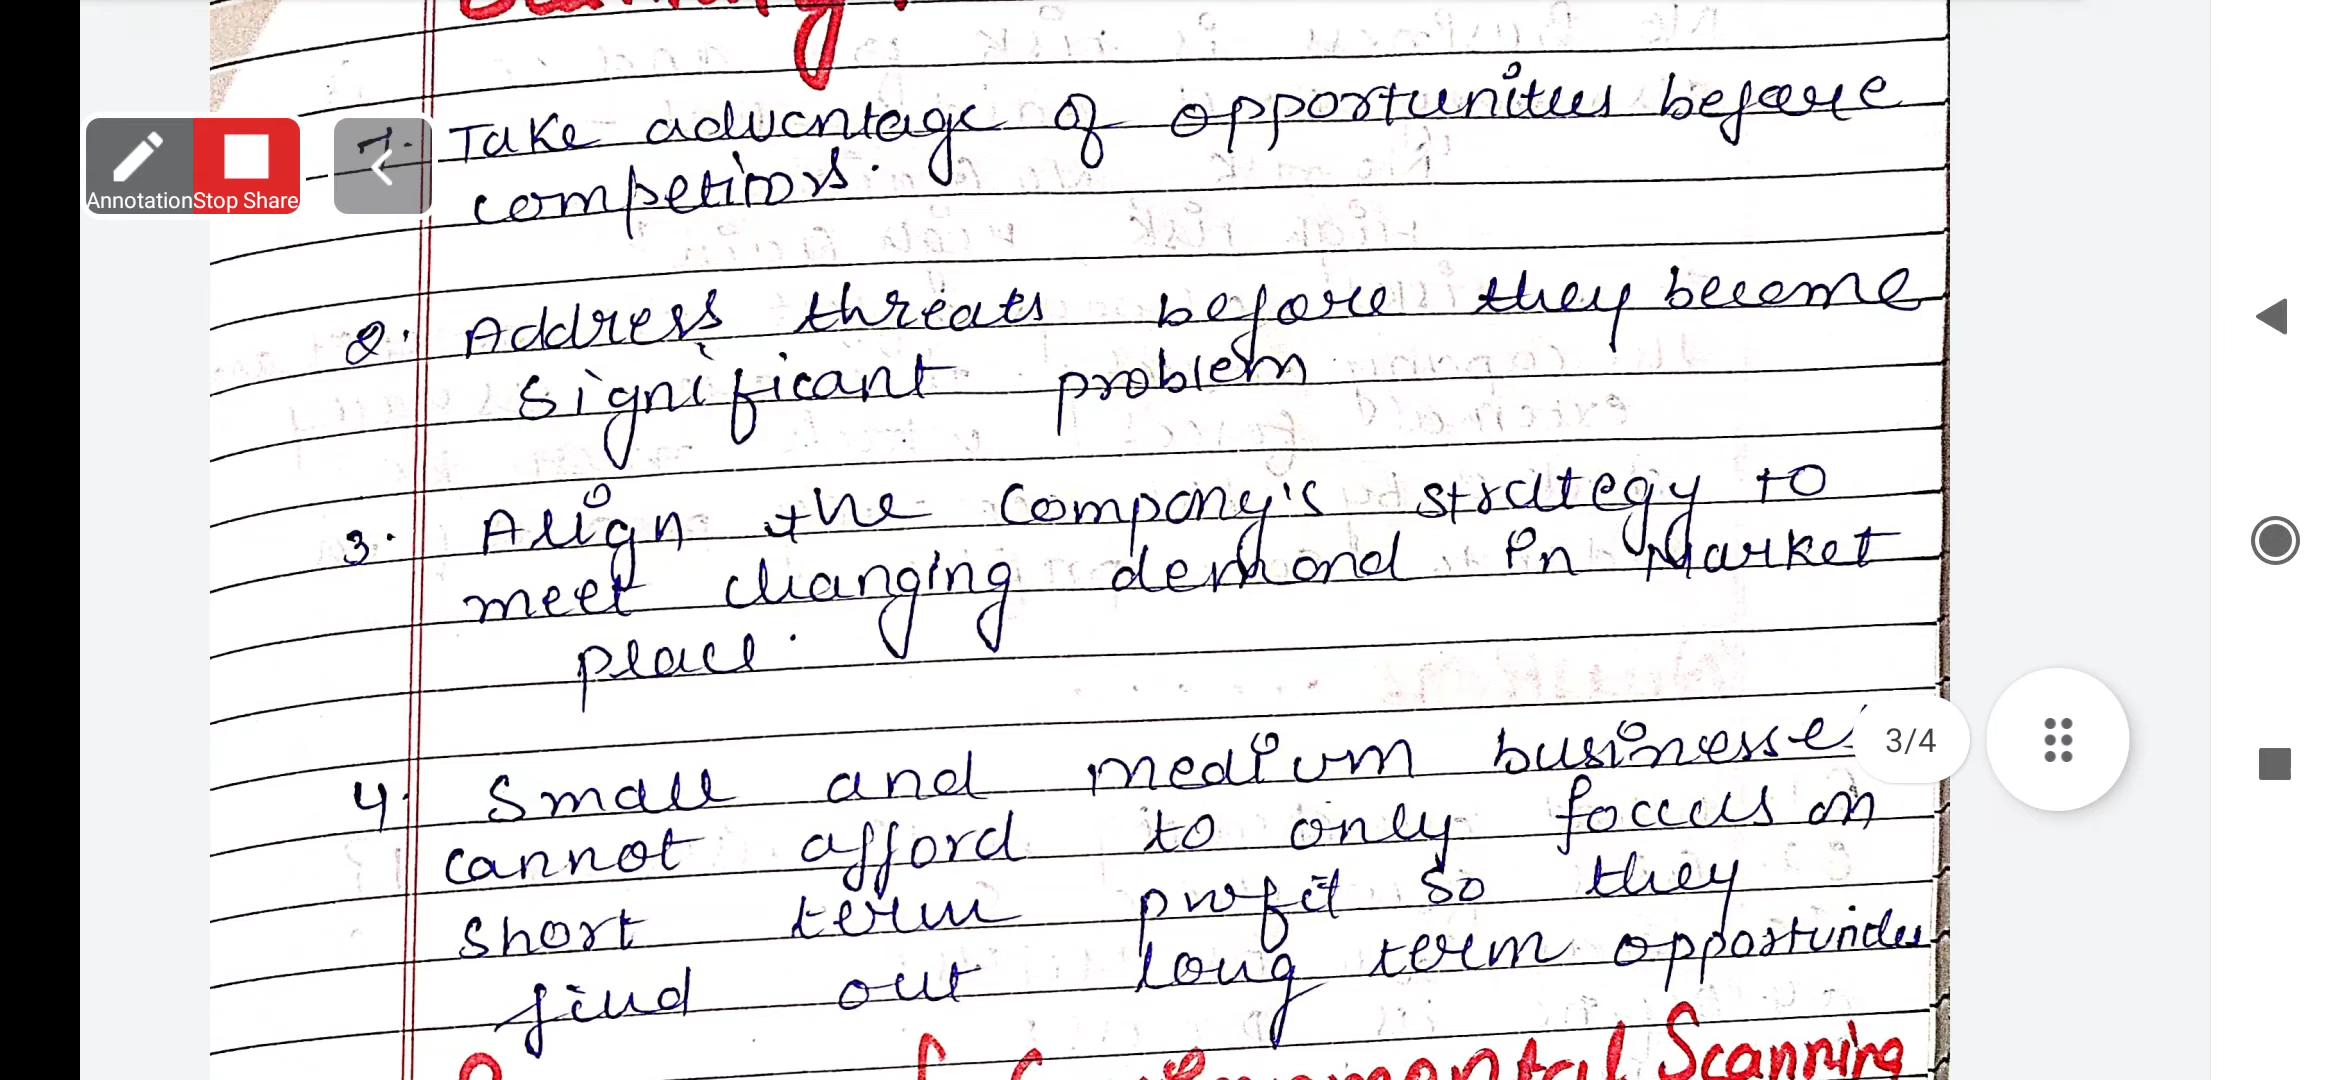 1. Take advantage of opportunities before
competitors.
2. Address threats before they become
significant problem
3. Align the Company's strategy to
meet changing demand in Market
place.
4. Small and medium businesse
cannot afford to only focus on
short term profit so they
find out long term opportunities
Environmental Scanning
Annotation Stop Share
3/4